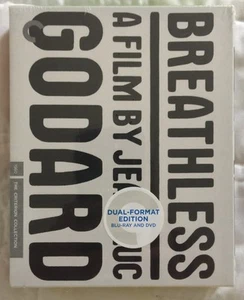 BREATHLESS
A FILM BY JEAN-LUC
GODARD
DUAL-FORMAT
EDITION
BLU-RAY AND DVD
THE CRITERION COLLECTION